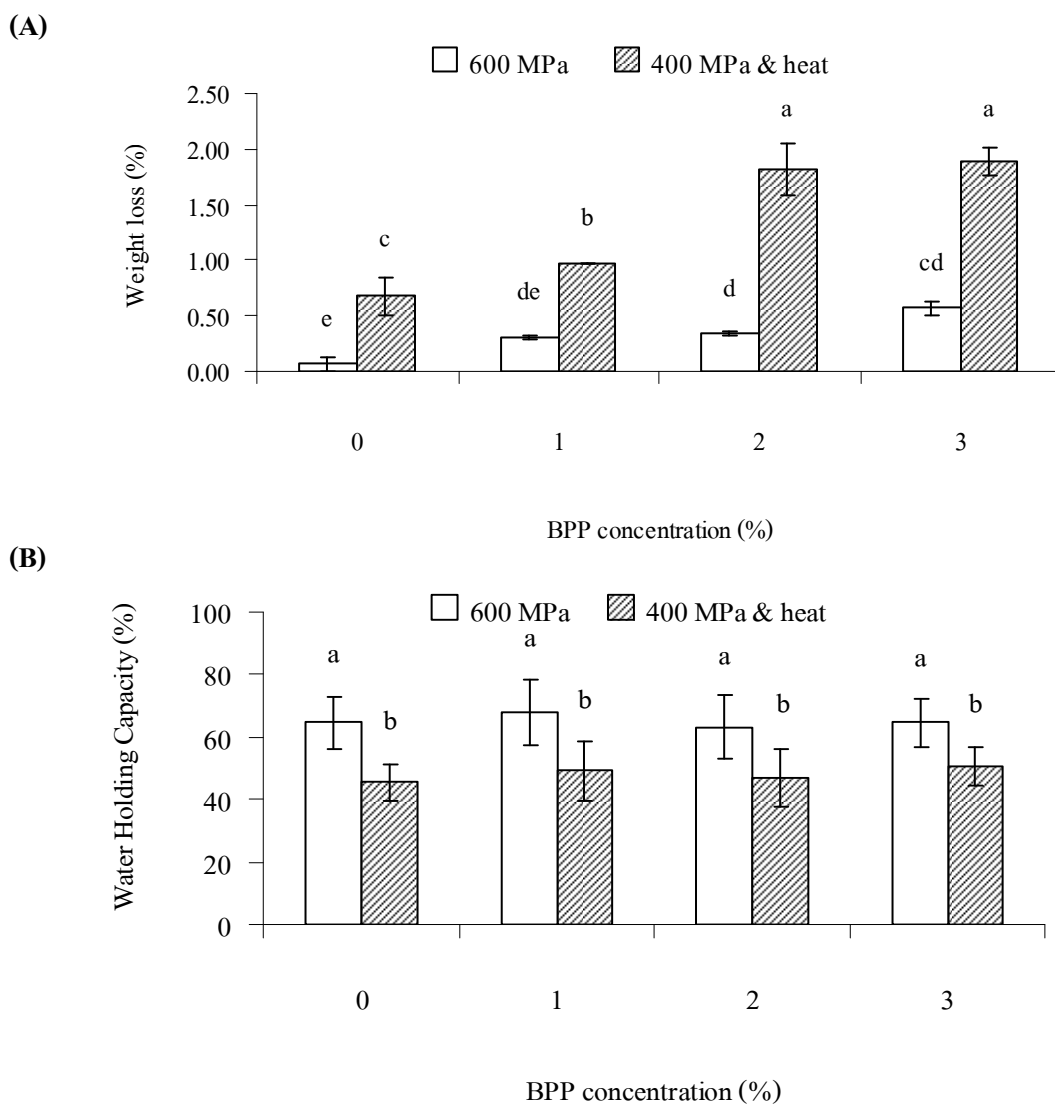 (A)
600 MPa 400 MPa & heat
Weight loss (%)
2.50
2.00
1.50
1.00
0.50
0.00
e c de b d a cd a
0 1 2 3
BPP concentration (%)
(B)
600 MPa 400 MPa & heat
Water Holding Capacity (%)
100
80
60
40
20
0
a b a b a b a b
0 1 2 3
BPP concentration (%)